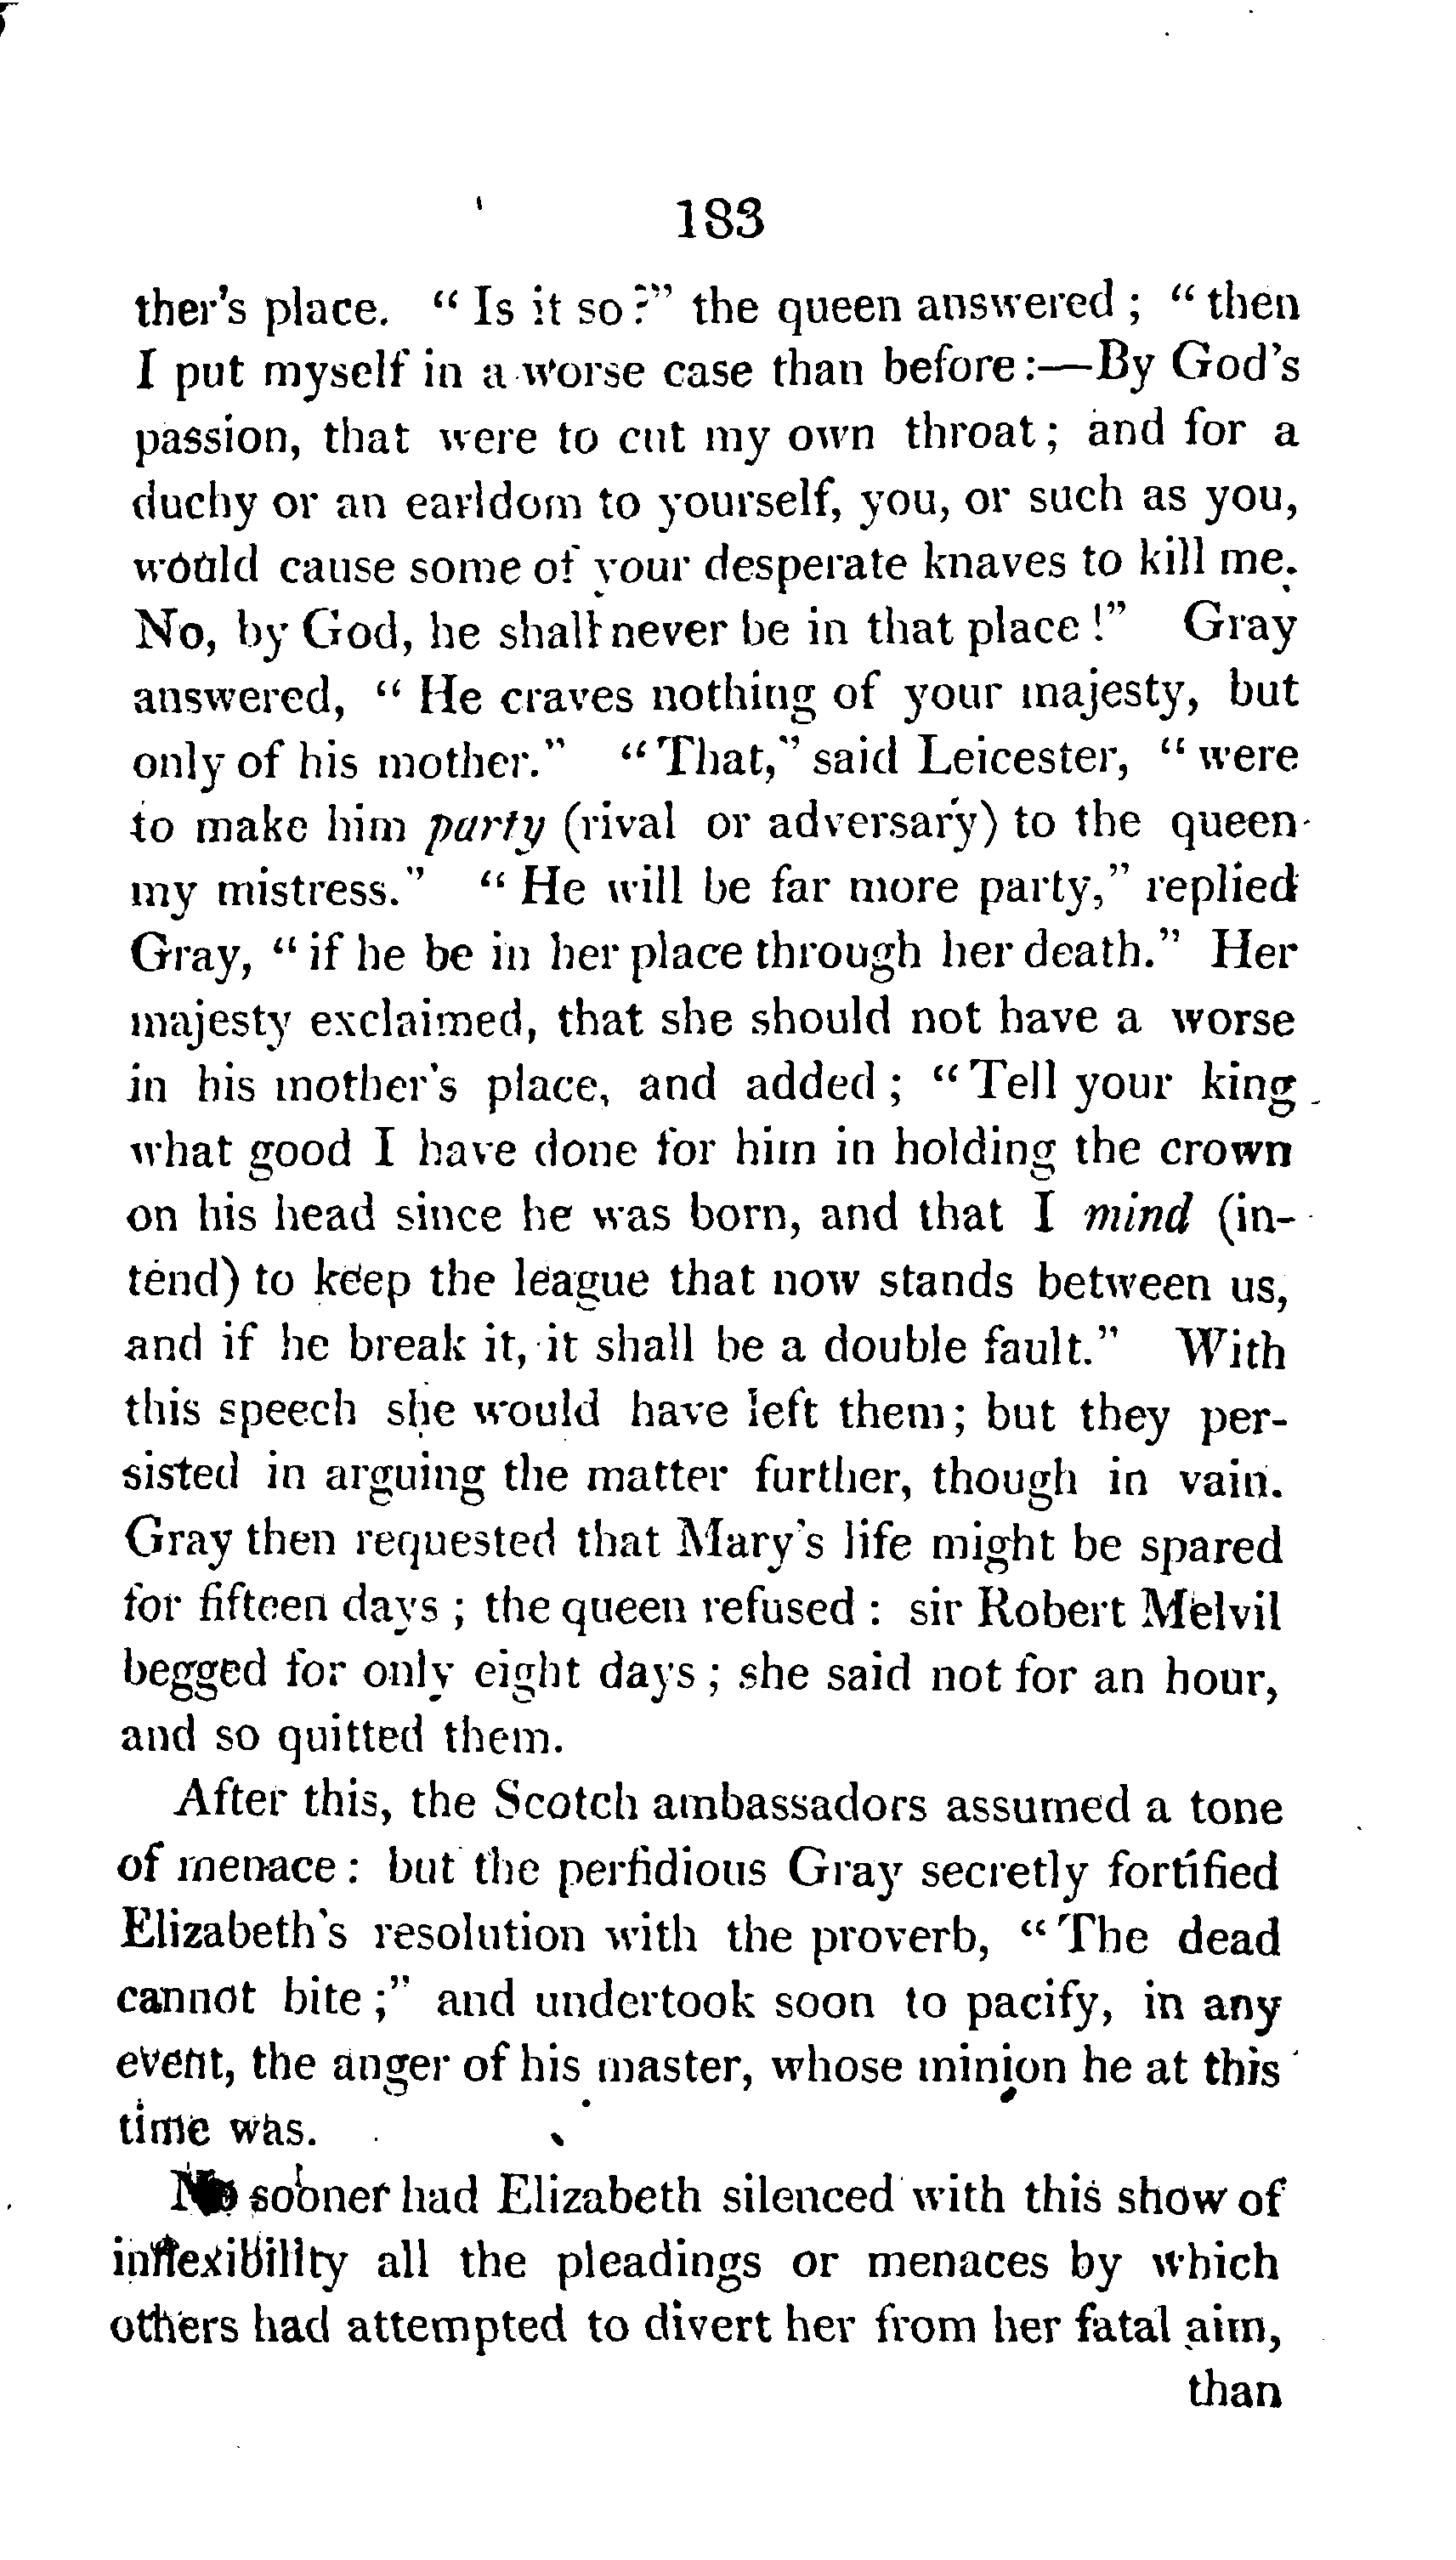 183
ther's place. “ Is it so?” the queen answered ; “ then
I put myself in a worse case than before :—By God's
passion, that were to cut my own throat ; and for a
duchy or an earldom to yourself, you, or such as you,
would cause some of your desperate knaves to kill me.
No, by God, he shall never be in that place !” Gray
answered, “ He craves nothing of your majesty, but
only of his mother.” “ That,” said Leicester, “ were
to make him party (rival or adversary) to the queen
my mistress.” “ He will be far more party,” replied
Gray, “ if he be in her place through her death.” Her
majesty exclaimed, that she should not have a worse
in his mother's place, and added ; “ Tell your king
what good I have done for him in holding the crown
on his head since he was born, and that I mind (in-
tend) to keep the league that now stands between us,
and if he break it, it shall be a double fault.” With
this speech she would have left them ; but they per-
sisted in arguing the matter further, though in vain.
Gray then requested that Mary's life might be spared
for fifteen days ; the queen refused : sir Robert Melvil
begged for only eight days ; she said not for an hour,
and so quitted them.
After this, the Scotch ambassadors assumed a tone
of menace : but the perfidious Gray secretly fortified
Elizabeth's resolution with the proverb, “ The dead
cannot bite ;” and undertook soon to pacify, in any
event, the anger of his master, whose minion he at this
time was.
No sooner had Elizabeth silenced with this show of
inflexibility all the pleadings or menaces by which
others had attempted to divert her from her fatal aim,
than